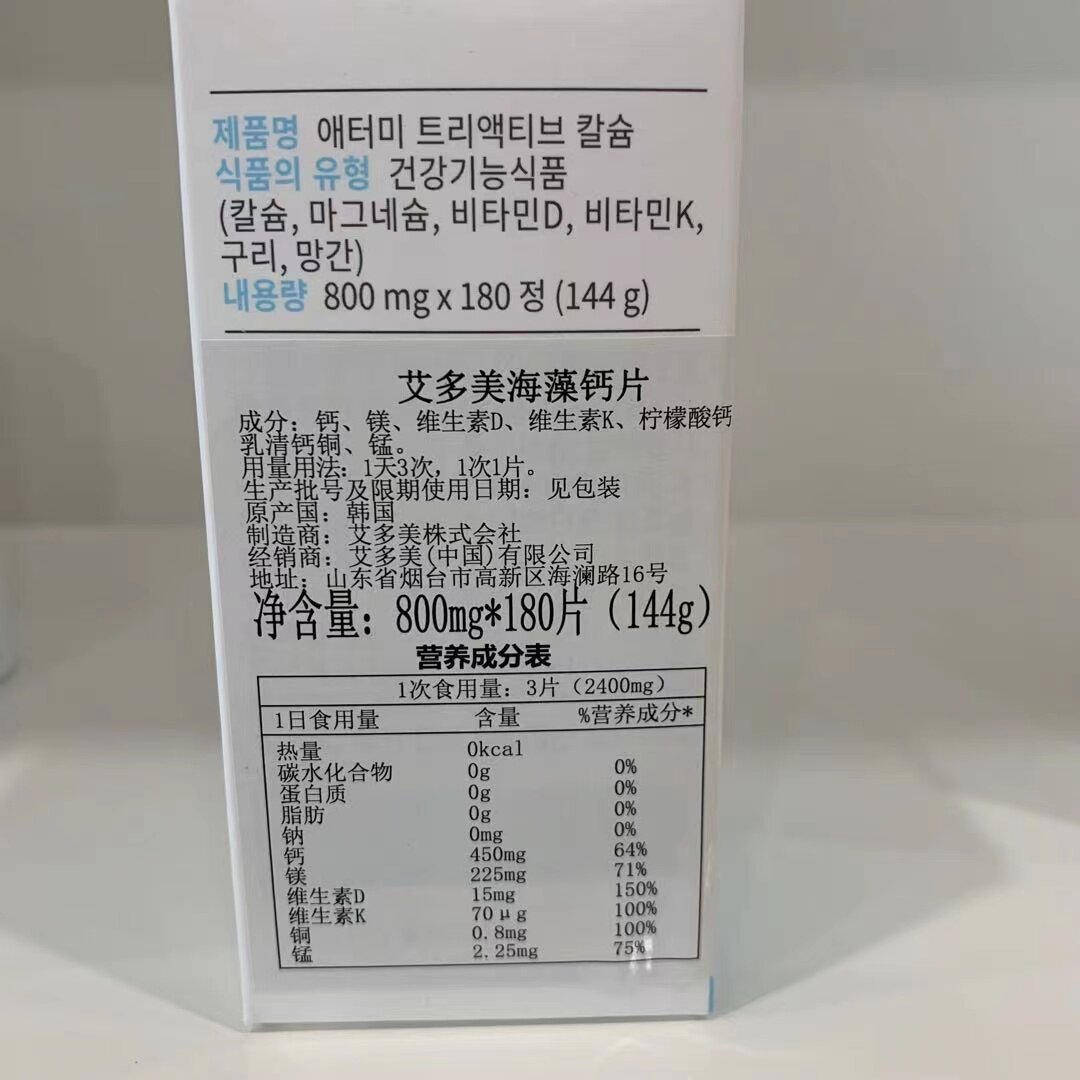 제품명 애터미 트리액티브 칼슘
식품의 유형 건강기능식품
(칼슘, 마그네슘, 비타민D, 비타민K,
구리, 망간)
내용량 800 mg x 180 정 (144 g)
艾多美海藻钙片
成分：钙、镁、维生素D、维生素K、柠檬酸钙
乳清钙铜、锰。
用量用法：1天3次，1次1片。
生产批号及限期使用日期：见包装
原产国：韩国
制造商：艾多美株式会社
经销商：艾多美(中国)有限公司
地址：山东省烟台市高新区海澜路16号
净含量：800mg*180片（144g）
营养成分表
1次食用量：3片（2400mg）
1日食用量 含量 %营养成分*
热量 0kcal
碳水化合物 0g 0%
蛋白质 0g 0%
脂肪 0g 0%
钠 0mg 0%
钙 450mg 64%
镁 225mg 71%
维生素D 15mg 150%
维生素K 70μg 100%
铜 0.8mg 100%
锰 2.25mg 75%